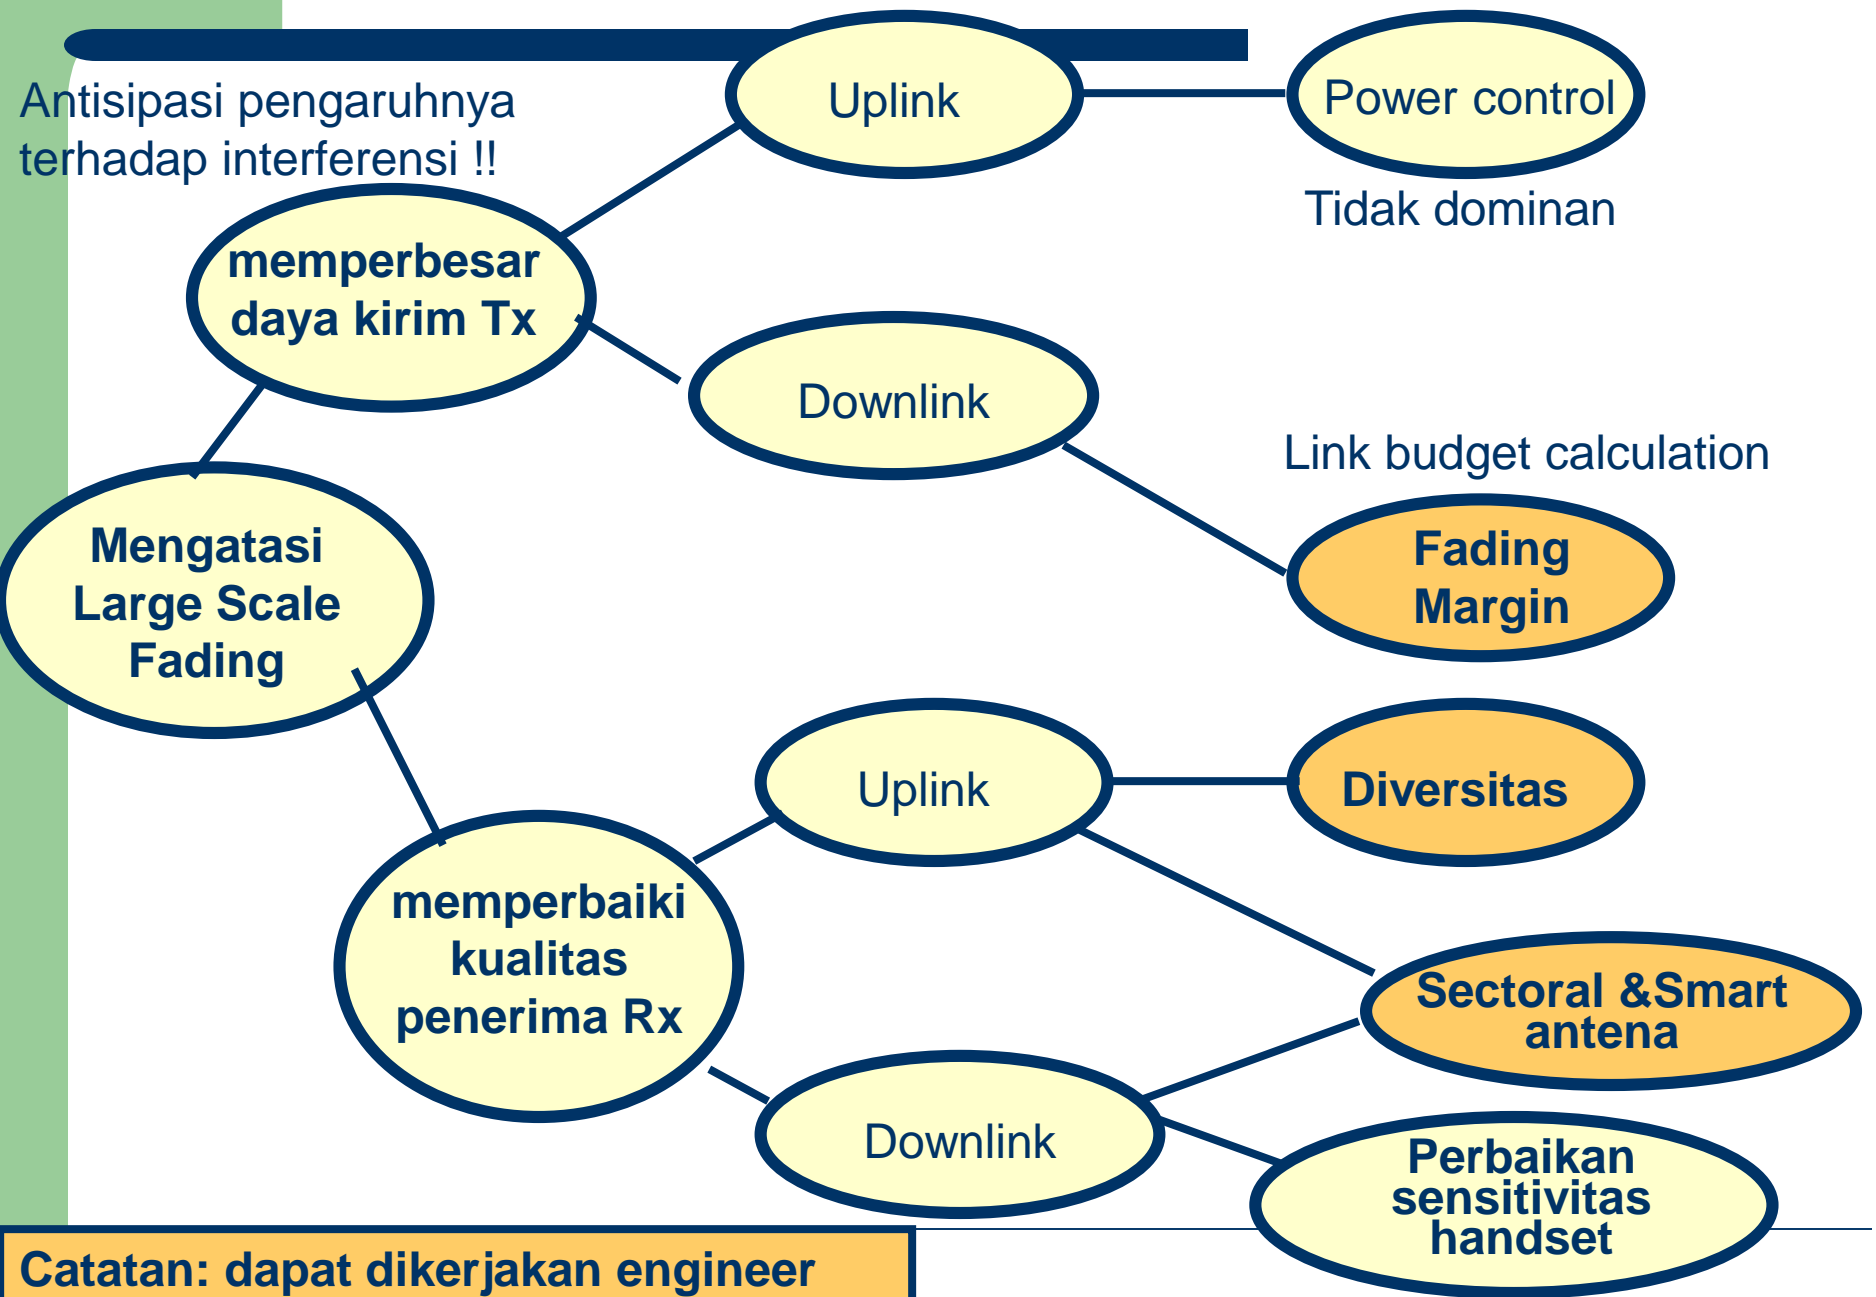 Antisipasi pengaruhnya
terhadap interferensi !!
Uplink
Power control
Tidak dominan
memperbesar
daya kirim Tx
Downlink
Link budget calculation
Fading
Margin
Mengatasi
Large Scale
Fading
Uplink
Diversitas
memperbaiki
kualitas
penerima Rx
Sectoral &Smart
antena
Downlink
Perbaikan
sensitivitas
handset
Catatan: dapat dikerjakan engineer